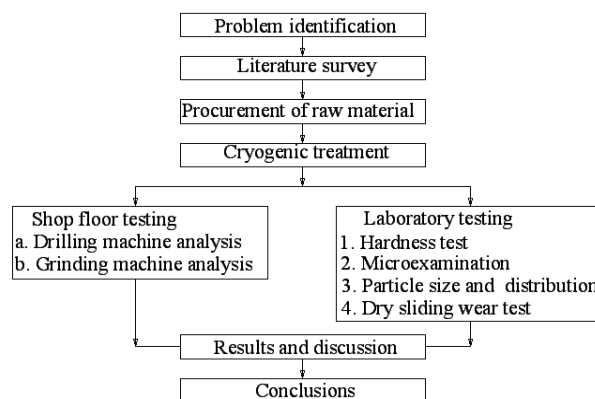 Problem identification
Literature survey
Procurement of raw material
Cryogenic treatment
Shop floor testing
a. Drilling machine analysis
b. Grinding machine analysis
Laboratory testing
1. Hardness test
2. Microexamination
3. Particle size and distribution
4. Dry sliding wear test
Results and discussion
Conclusions